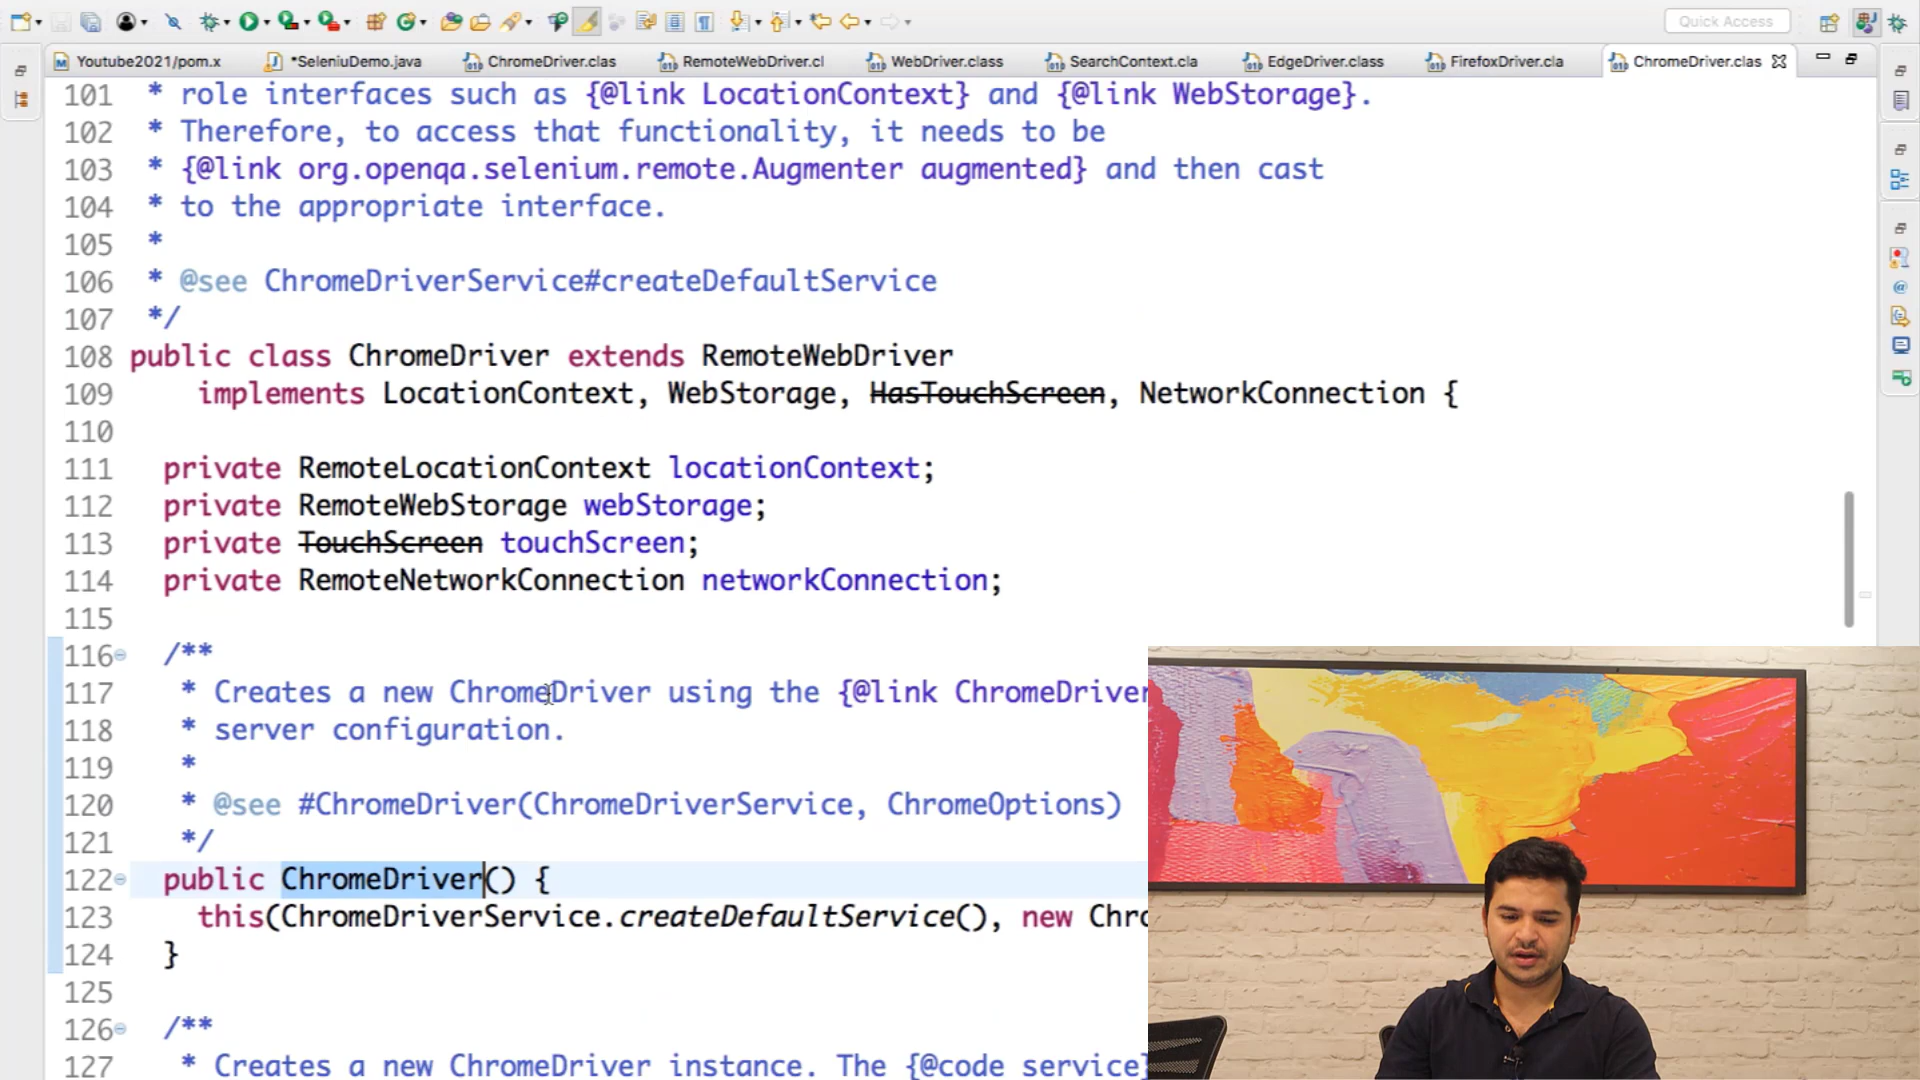 Quick Access
Youtube2021/pom.x
*SeleniuDemo.java
ChromeDriver.clas
RemoteWebDriver.cl
WebDriver.class
SearchContext.cla
EdgeDriver.class
FirefoxDriver.cla
ChromeDriver.clas
101 * role interfaces such as {@link LocationContext} and {@link WebStorage}.
102 * Therefore, to access that functionality, it needs to be
103 * {@link org.openqa.selenium.remote.Augmenter augmented} and then cast
104 * to the appropriate interface.
105 *
106 * @see ChromeDriverService#createDefaultService
107 */
108 public class ChromeDriver extends RemoteWebDriver
109 implements LocationContext, WebStorage, HasTouchScreen, NetworkConnection {
110
111 private RemoteLocationContext locationContext;
112 private RemoteWebStorage webStorage;
113 private TouchScreen touchScreen;
114 private RemoteNetworkConnection networkConnection;
115
116 /**
117 * Creates a new ChromeDriver using the {@link ChromeDriver
118 * server configuration.
119 *
120 * @see #ChromeDriver(ChromeDriverService, ChromeOptions)
121 */
122 public ChromeDriver() {
123 this(ChromeDriverService.createDefaultService(), new Chro
124 }
125
126 /**
127 * Creates a new ChromeDriver instance. The {@code service}